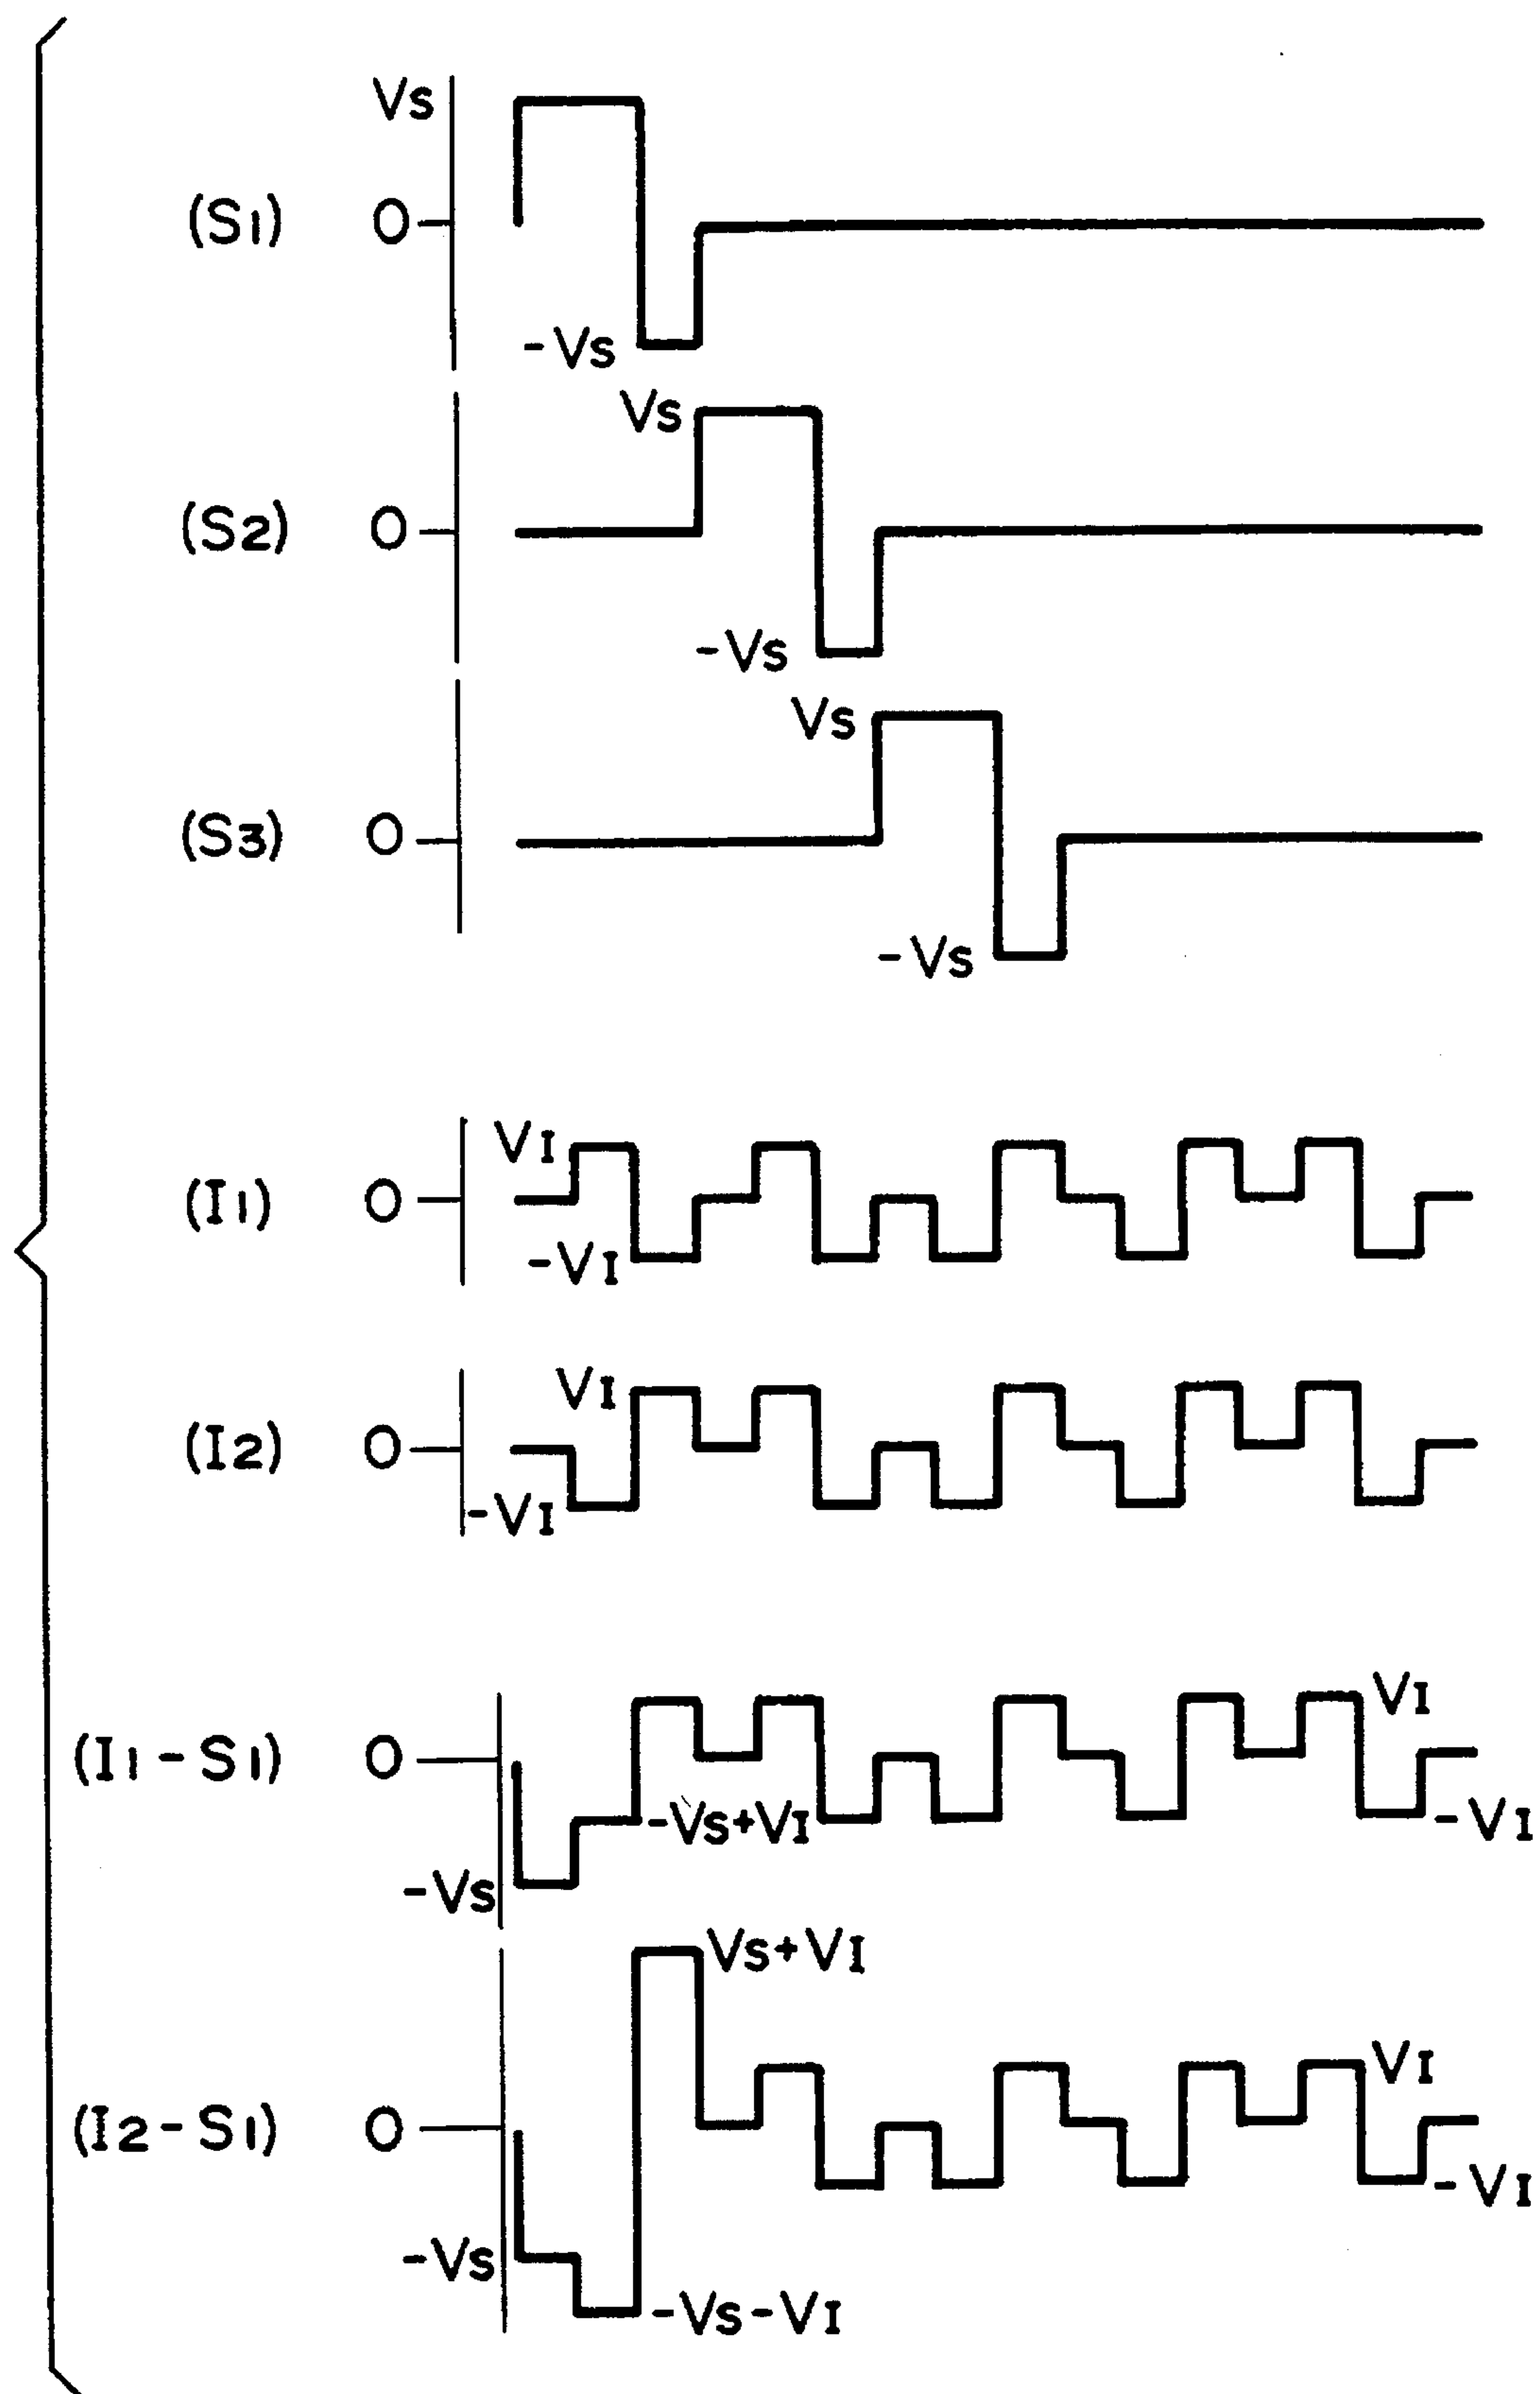 Vs
(S1) 0
-Vs
Vs
(S2) 0
-Vs
Vs
(S3) 0
-Vs
VI
(I1) 0
-VI
VI
(I2) 0
-VI
VI
(I1-S1) 0
-Vs+VI
-VI
-Vs
Vs+VI
VI
(I2-S1) 0
-VI
-Vs
-Vs-VI